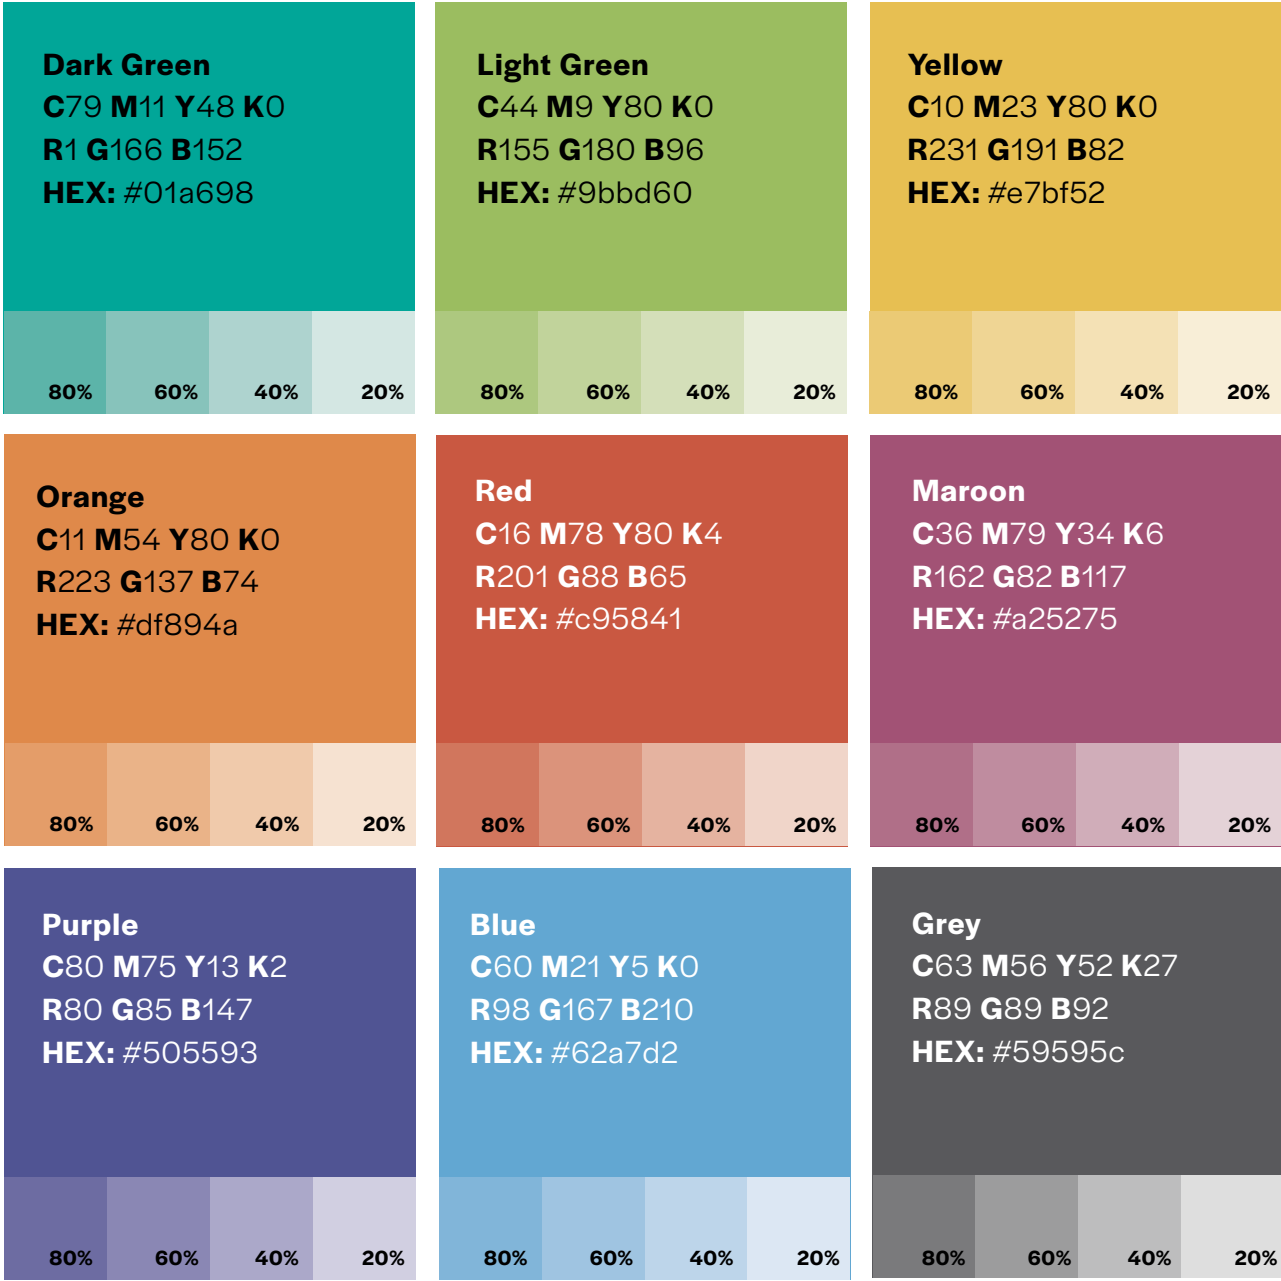 Dark Green
C79 M11 Y48 K0
R1 G166 B152
HEX: #01a698
80% 60% 40% 20%
Light Green
C44 M9 Y80 K0
R155 G180 B96
HEX: #9bbd60
80% 60% 40% 20%
Yellow
C10 M23 Y80 K0
R231 G191 B82
HEX: #e7bf52
80% 60% 40% 20%
Orange
C11 M54 Y80 K0
R223 G137 B74
HEX: #df894a
80% 60% 40% 20%
Red
C16 M78 Y80 K4
R201 G88 B65
HEX: #c95841
80% 60% 40% 20%
Maroon
C36 M79 Y34 K6
R162 G82 B117
HEX: #a25275
80% 60% 40% 20%
Purple
C80 M75 Y13 K2
R80 G85 B147
HEX: #505593
80% 60% 40% 20%
Blue
C60 M21 Y5 K0
R98 G167 B210
HEX: #62a7d2
80% 60% 40% 20%
Grey
C63 M56 Y52 K27
R89 G89 B92
HEX: #59595c
80% 60% 40% 20%